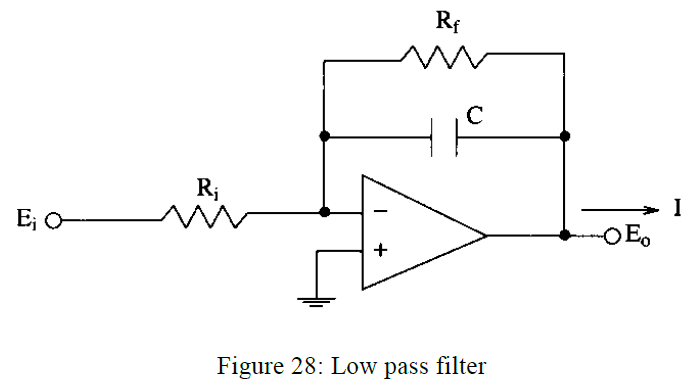 Rf
C
Ri
Ei
−
+
I
Eo
Figure 28: Low pass filter